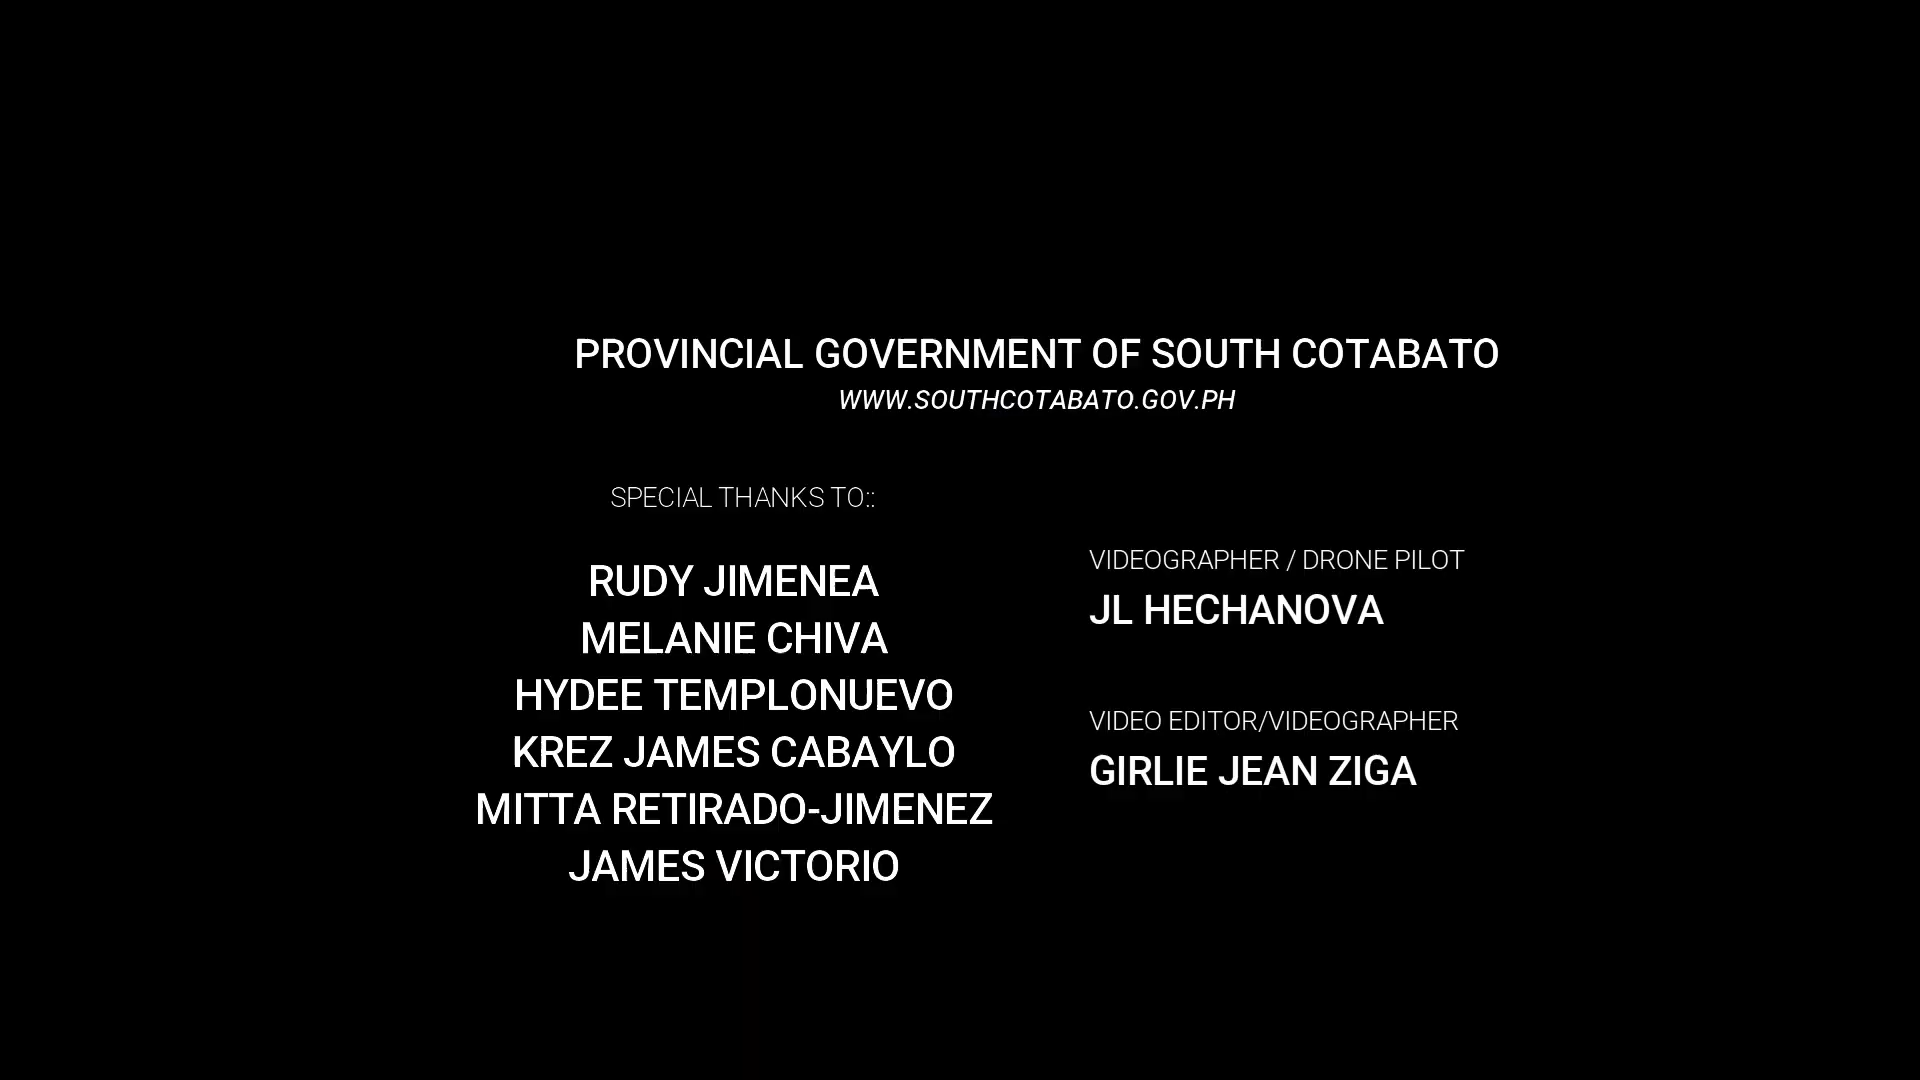 PROVINCIAL GOVERNMENT OF SOUTH COTABATO
WWW.SOUTHCOTABATO.GOV.PH
SPECIAL THANKS TO::
RUDY JIMENEA
MELANIE CHIVA
HYDEE TEMPLONUEVO
KREZ JAMES CABAYLO
MITTA RETIRADO-JIMENEZ
JAMES VICTORIO
VIDEOGRAPHER / DRONE PILOT
JL HECHANOVA
VIDEO EDITOR/VIDEOGRAPHER
GIRLIE JEAN ZIGA